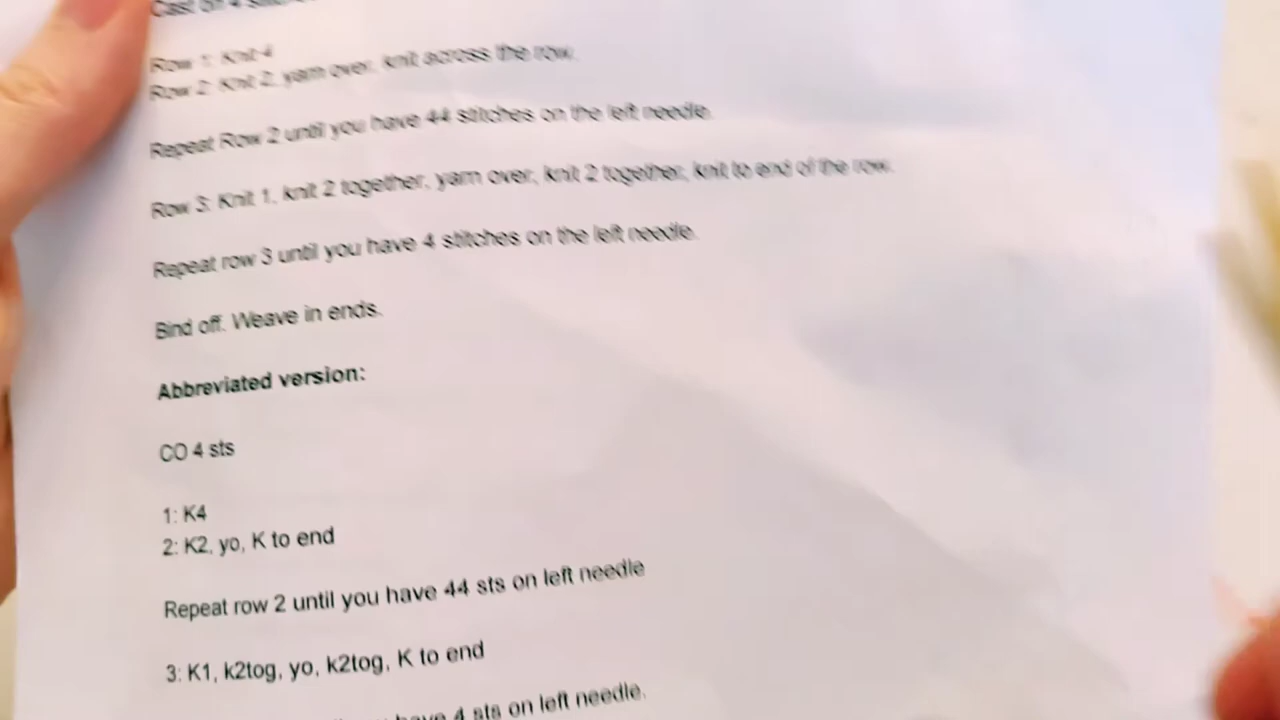 Cast on 4
Row 1: Knit 4
Row 2: Knit 2, yarn over, knit across the row.
Repeat Row 2 until you have 44 stitches on the left needle.
Row 3: Knit 1, knit 2 together, yarn over, knit 2 together, knit to end of the row.
Repeat row 3 until you have 4 stitches on the left needle.
Bind off. Weave in ends.
Abbreviated version:
CO 4 sts
1: K4
2: K2, yo, K to end
Repeat row 2 until you have 44 sts on left needle
3: K1, k2tog, yo, k2tog, K to end
have 4 sts on left needle.